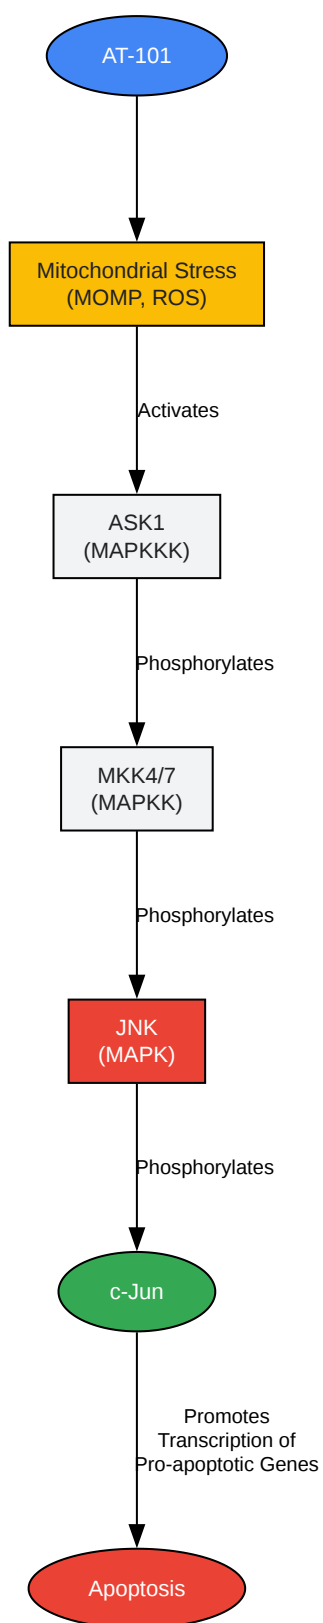 AT-101
Mitochondrial Stress
(MOMP, ROS)
Activates
ASK1
(MAPKKK)
Phosphorylates
MKK4/7
(MAPKK)
Phosphorylates
JNK
(MAPK)
Phosphorylates
c-Jun
Promotes
Transcription of
Pro-apoptotic Genes
Apoptosis